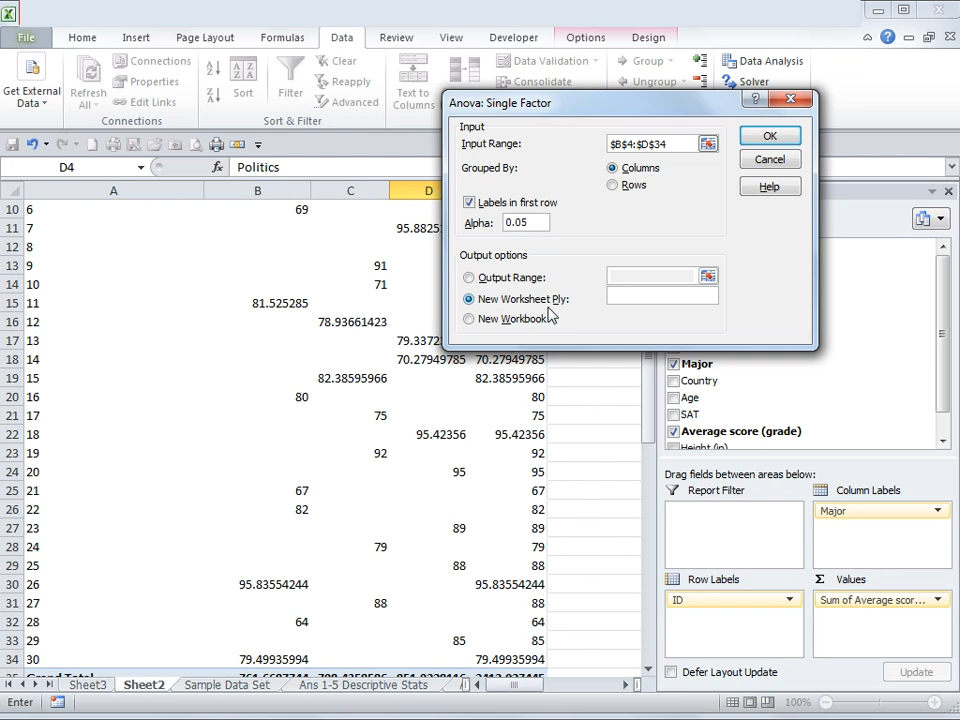 File
Home
Insert
Page Layout
Formulas
Data
Review
View
Developer
Options
Design
Get External
Data
Refresh
All
Connections
Properties
Edit Links
Connections
Sort
Filter
Clear
Reapply
Advanced
Sort & Filter
Text to
Columns
Data Validation
Consolidate
Group
Ungroup
Data Analysis
Solver
D4
fx
Politics
A
B
C
D
10 6 69
11 7
12 8
13 9 91
14 10 71
15 11 81.525285
16 12 78.93661423
17 13
18 14 70.27949785 70.27949785
19 15 82.38595966 82.38595966
20 16 80 80
21 17 75 75
22 18 95.42356 95.42356
23 19 92 92
24 20 95 95
25 21 67 67
26 22 82 82
27 23 89 89
28 24 79 79
29 25 88 88
30 26 95.83554244 95.83554244
31 27 88 88
32 28 64 64
33 29 85 85
34 30 79.49935994 79.49935994
Anova: Single Factor
Input
Input Range:
$B$4:$D$34
Grouped By:
Columns
Rows
Labels in first row
Alpha:
0.05
Output options
Output Range:
New Worksheet Ply:
New Workbook
OK
Cancel
Help
Major
Country
Age
SAT
Average score (grade)
Height (in)
Drag fields between areas below:
Report Filter
Column Labels
Major
Row Labels
Σ Values
ID
Sum of Average scor...
Defer Layout Update
Update
Sheet3
Sheet2
Sample Data Set
Ans 1-5 Descriptive Stats
Enter
100%